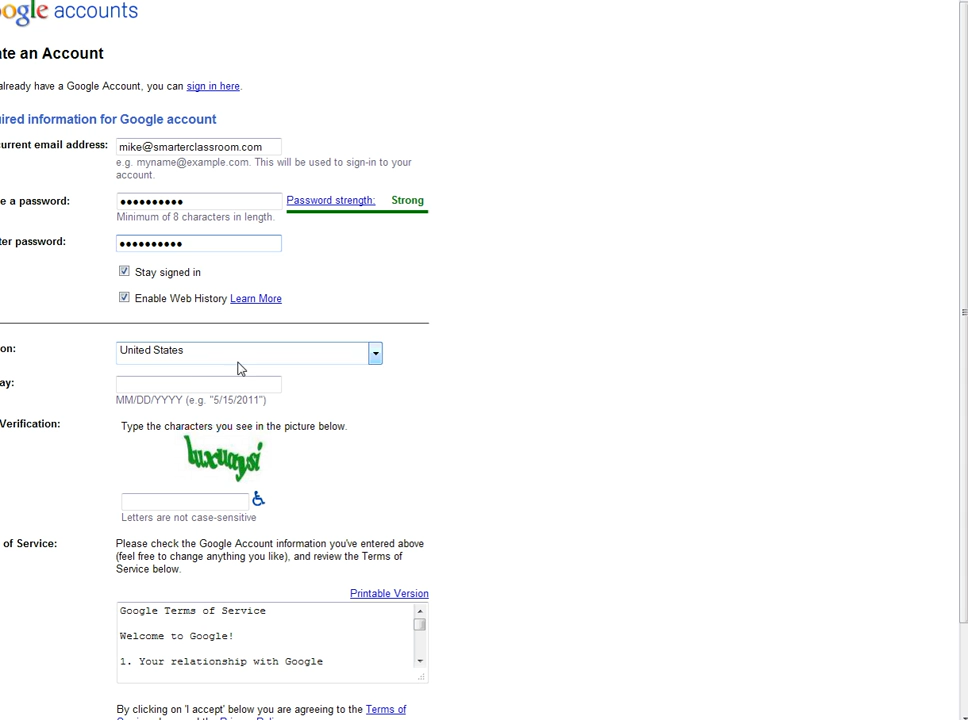 ogle accounts
ate an Account
already have a Google Account, you can sign in here.
uired information for Google account
urrent email address:
mike@smarterclassroom.com
e.g. myname@example.com. This will be used to sign-in to your
account.
e a password:
●●●●●●●●●●
Password strength: Strong
Minimum of 8 characters in length.
ter password:
●●●●●●●●●●
Stay signed in
Enable Web History Learn More
on:
United States
ay:
MM/DD/YYYY (e.g. "5/15/2011")
Verification:
Type the characters you see in the picture below.
Letters are not case-sensitive
of Service:
Please check the Google Account information you've entered above
(feel free to change anything you like), and review the Terms of
Service below.
Printable Version
Google Terms of Service
Welcome to Google!
1. Your relationship with Google
By clicking on 'I accept' below you are agreeing to the Terms of